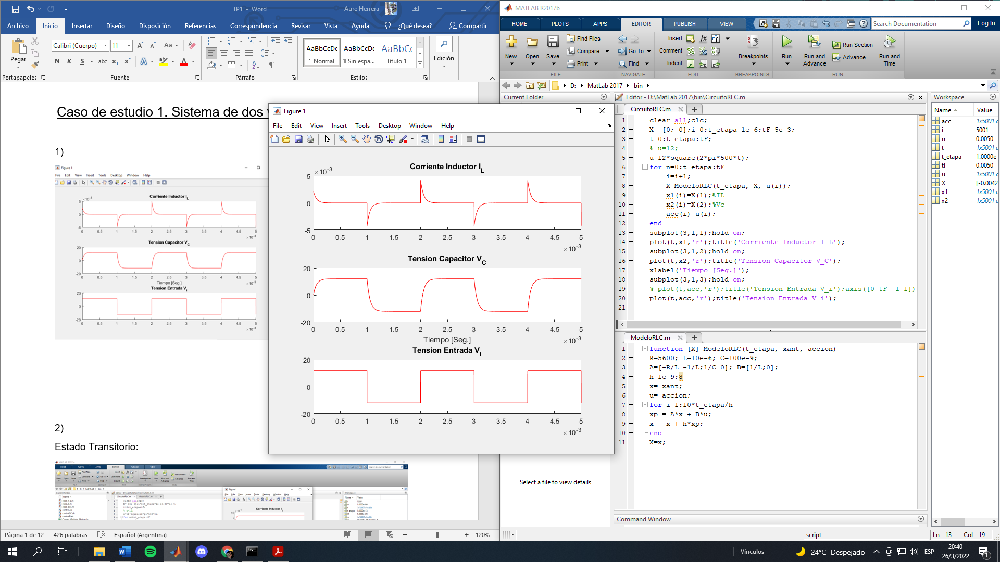 TP1 - Word
Aure Herrera
Archivo Inicio Insertar Diseño Disposición Referencias Correspondencia Revisar Vista Ayuda ¿Qué desea? Compartir
Pegar
Calibri (Cuerpo) 11
N K S abc x₂ x²
AaBbCcDc AaBbCcDc AaBbCc
¶ Normal ¶ Sin espa... Título 1
Edición
Portapapeles Fuente Párrafo Estilos
Caso de estudio 1. Sistema de dos v
1)
Figure 1
File Edit View Insert Tools Desktop Window Help
Corriente Inductor I_L
Tension Capacitor V_C
Tiempo [Seg.]
Tension Entrada V_i
2)
Estado Transitorio:
Página 1 de 12 426 palabras Español (Argentina) 120%
Figure 1
File Edit View Insert Tools Desktop Window Help
Corriente Inductor I_L
×10⁻³
5
0
-5
0 0.5 1 1.5 2 2.5 3 3.5 4 4.5 5
×10⁻³
Tension Capacitor V_C
20
0
-20
0 0.5 1 1.5 2 2.5 3 3.5 4 4.5 5
Tiempo [Seg.]
×10⁻³
Tension Entrada V_i
20
0
-20
0 0.5 1 1.5 2 2.5 3 3.5 4 4.5 5
×10⁻³
MATLAB R2017b
HOME PLOTS APPS EDITOR PUBLISH VIEW
Search Documentation Log In
New Open Save Find Files Compare Print
Go To Find
Insert Comment Indent
Breakpoints Run Run and Advance Run Section Advance Run and Time
FILE NAVIGATE EDIT BREAKPOINTS RUN
D: MatLab 2017 bin
Current Folder
Select a file to view details
Editor - D:\MatLab 2017\bin\CircuitoRLC.m
CircuitoRLC.m
1 clear all;clc;
2 X= [0; 0];i=0;t_etapa=1e-6;tF=5e-3;
3 t=0:t_etapa:tF;
4 % u=12;
5 u=12*square(2*pi*500*t);
6 for n=0:t_etapa:tF
7 i=i+1;
8 X=ModeloRLC(t_etapa, X, u(i));
9 x1(i)=X(1);%IL
10 x2(i)=X(2);%Vc
11 acc(i)=u(i);
12 end
13 subplot(3,1,1);hold on;
14 plot(t,x1,'r');title('Corriente Inductor I_L');
15 subplot(3,1,2);hold on;
16 plot(t,x2,'r');title('Tension Capacitor V_C');
17 xlabel('Tiempo [Seg.]');
18 subplot(3,1,3);hold on;
19 % plot(t,acc,'r');title('Tension Entrada V_i');axis([0 tF -1 1])
20 plot(t,acc,'r');title('Tension Entrada V_i');
21
ModeloRLC.m
1 function [X]=ModeloRLC(t_etapa, xant, accion)
2 R=5600; L=10e-6; C=100e-9;
3 A=[-R/L -1/L;1/C 0]; B=[1/L;0];
4 h=1e-9;8
5 x= xant;
6 u= accion;
7 for i=1:10*t_etapa/h
8 xp = A*x + B*u;
9 x = x + h*xp;
10 end
11 X=x;
Command Window
script Ln 13 Col 19
Workspace
Name Value
acc 1x5001 d
i 5001
n 0.0050
t 1x5001 d
t_etapa 1.0000e-
tF 0.0050
u 1x5001 d
X [-0.0042,
x1 1x5001 d
x2 1x5001 d
Vínculos
24°C Despejado
ESP
20:40
26/3/2022
1